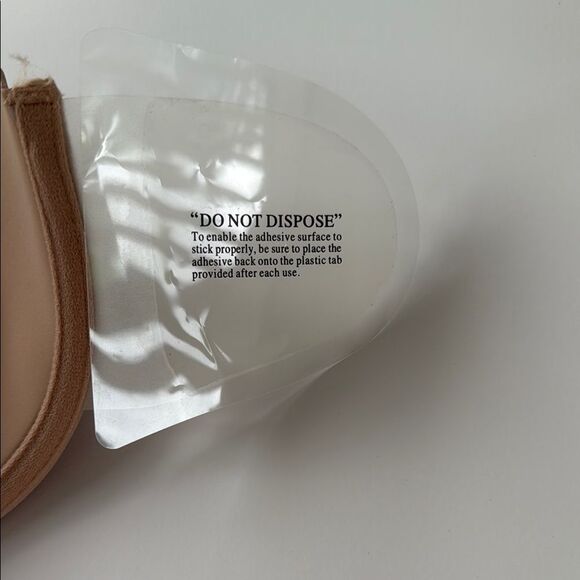 “DO NOT DISPOSE”
To enable the adhesive surface to
stick properly, be sure to place the
adhesive back onto the plastic tab
provided after each use.